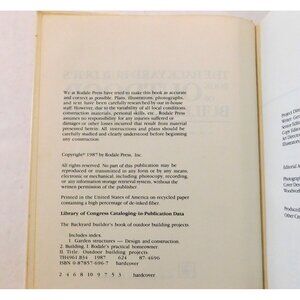 We at Rodale Press have tried to make this book as accurate
and correct as possible. Plans, illustrations, photographs,
and text have been carefully researched by our in-house
staff. However, due to the variability of all local conditions,
construction materials, personal skills, etc., Rodale Press
assumes no responsibility for any injuries suffered or
damages or other losses incurred that result from material
presented herein. All instructions and plans should be
carefully studied and clearly understood before beginning
construction.
Copyright © 1987 by Rodale Press, Inc.
All rights reserved. No part of this publication may be
reproduced or transmitted in any form or by any means,
electronic or mechanical, including photocopy, recording,
or any information storage and retrieval system, without
the written permission of the publisher.
Printed in the United States of America on recycled paper
containing a high percentage of de-inked fiber.
Library of Congress Cataloging-in-Publication Data
The Backyard builder's book of outdoor building projects
Includes index.
1. Garden structures — Design and construction.
2. Building. I. Rodale's practical homeowner
II. Title: Outdoor building projects
TH4961.B34 1987 624 87-4696
ISBN 0-87857-696-7 hardcover
2 4 6 8 10 9 7 5 3 hardcover
Project
Editorial